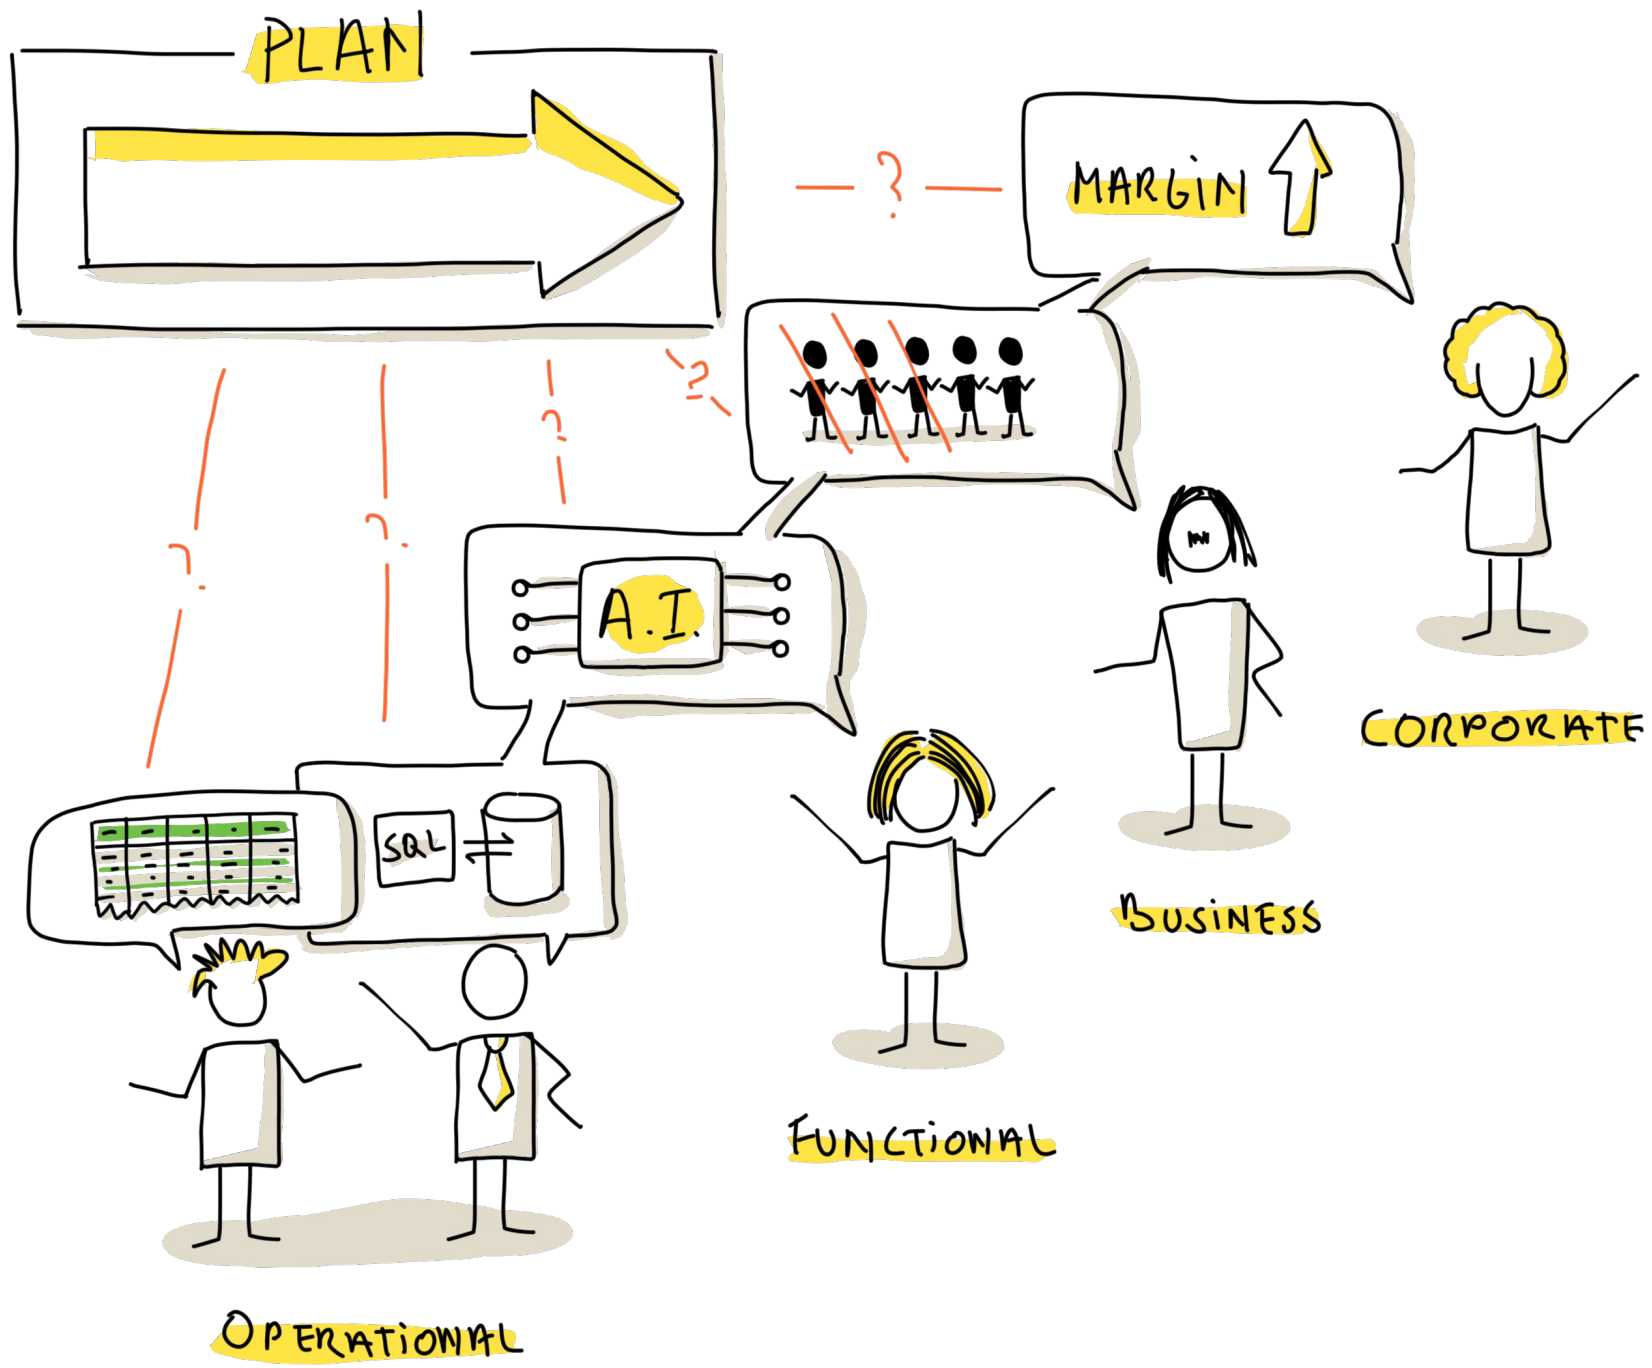 PLAN
?
MARGIN
?
?
?
?
A.I.
SQL
CORPORATE
BUSINESS
FUNCTIONAL
OPERATIONAL